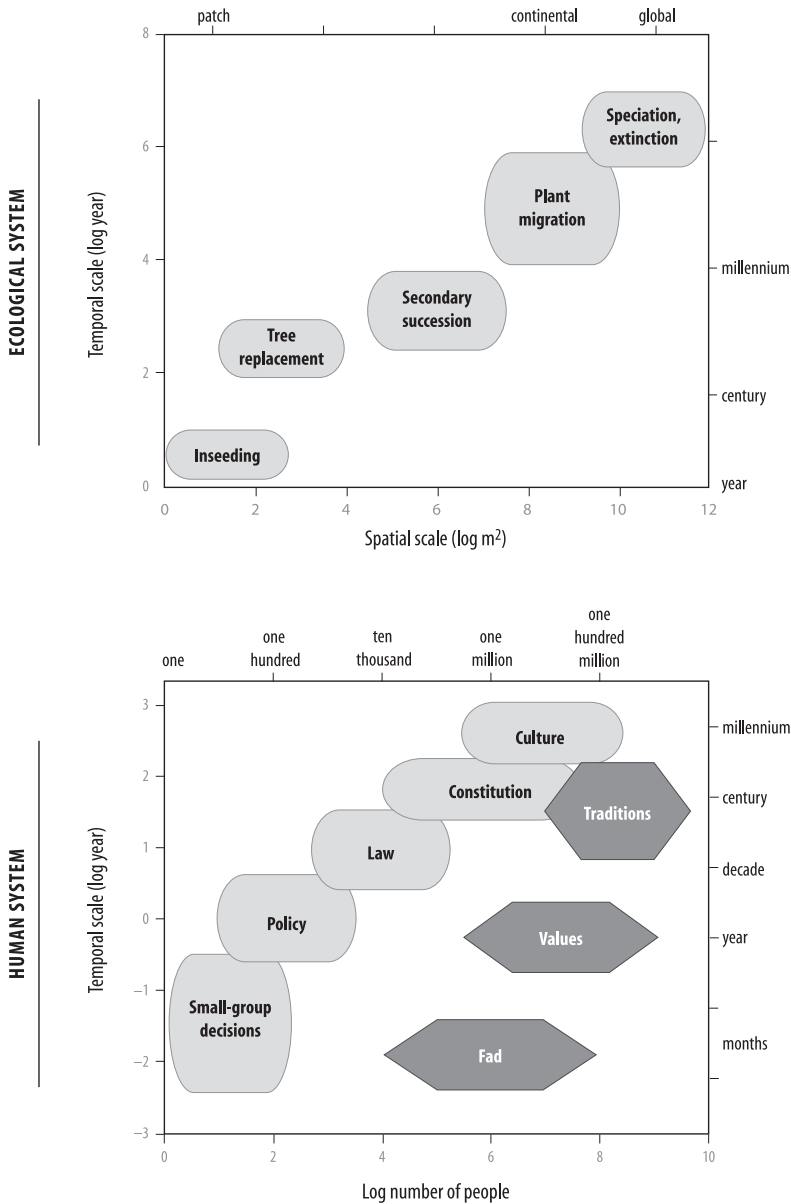 patch
continental
global
8
6
4
2
0
Temporal scale (log year)
ECOLOGICAL SYSTEM
Speciation,
extinction
Plant
migration
Secondary
succession
Tree
replacement
Inseeding
millennium
century
year
0
2
4
6
8
10
12
Spatial scale (log m²)
one
one
hundred
ten
thousand
one
million
one
hundred
million
3
2
1
0
–1
–2
–3
Temporal scale (log year)
HUMAN SYSTEM
Culture
Constitution
Traditions
Law
Policy
Values
Small-group
decisions
Fad
millennium
century
decade
year
months
0
2
4
6
8
10
Log number of people